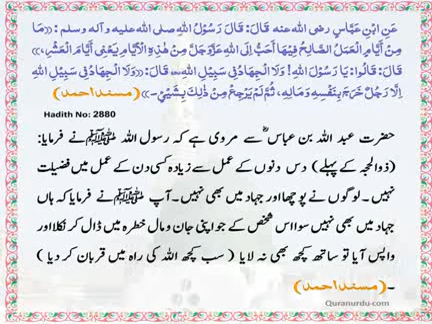 عَنِ ابْنِ عَبَّاسٍ رضی اللہ عنہ قَالَ: قَالَ رَسُوْلُ اللہِ صلی اللہ علیہ و آلہ وسلم : «مَا
مِنْ أَيَّامٍ الْعَمَلُ الصَّالِحُ فِيْهَا أَحَبُّ إِلَى اللہِ عَزَّوَجَلَّ مِنْ هٰذِهِ الْأَيَّامِ يَعْنِي أَيَّامَ الْعَشْرِ،»
قَالَ: قَالُوْا: يَا رَسُوْلَ اللہِ! وَلَا الْجِهَادُ فِي سَبِيْلِ اللہِ قَالَ: «وَلَا الْجِهَادُ فِي سَبِيْلِ اللہِ
اِلَّا رَجُلٌ خَرَجَ بِنَفْسِهِ وَمَالِهِ، ثُمَّ لَمْ يَرْجِعْ مِنْ ذٰلِكَ بِشَيْئٍ۔» (مسند احمد)
Hadith No: 2880
حضرت عبد اللہ بن عباسؓ سے مروی ہے کہ رسول اللہ ﷺ نے فرمایا:
(ذوالحجہ کے پہلے) دس دنوں کے عمل سے زیادہ کسی دن کے عمل میں فضیلت
نہیں۔ لوگوں نے پوچھا اور جہاد میں بھی نہیں۔ آپ ﷺ نے فرمایا کہ ہاں
جہاد میں بھی نہیں سوا اس شخص کے جو اپنی جان و مال خطرہ میں ڈال کر نکلا اور
واپس آیا تو ساتھ کچھ بھی نہ لایا (سب کچھ اللہ کی راہ میں قربان کر دیا)
۔(مسند احمد)
Quranurdu.com